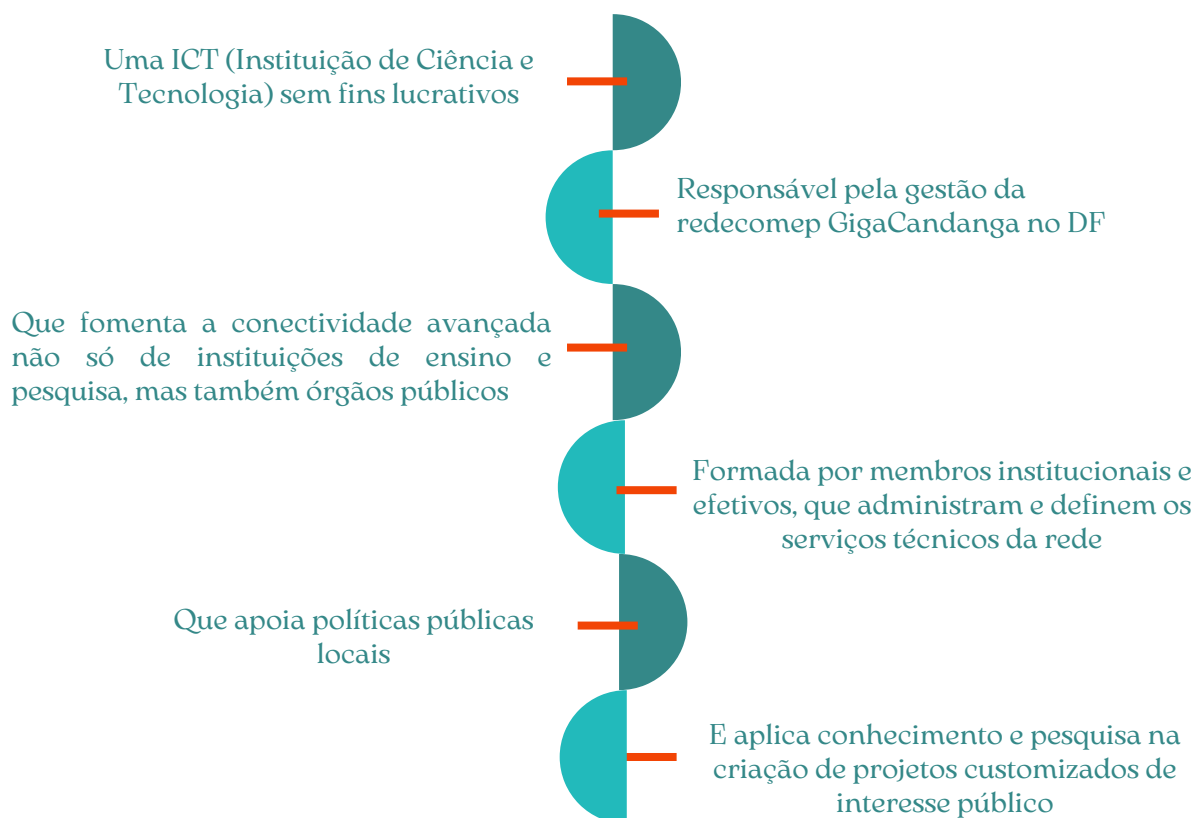 Uma ICT (Instituição de Ciência e
Tecnologia) sem fins lucrativos
Responsável pela gestão da
redecomep GigaCandanga no DF
Que fomenta a conectividade avançada
não só de instituições de ensino e
pesquisa, mas também órgãos públicos
Formada por membros institucionais e
efetivos, que administram e definem os
serviços técnicos da rede
Que apoia políticas públicas
locais
E aplica conhecimento e pesquisa na
criação de projetos customizados de
interesse público